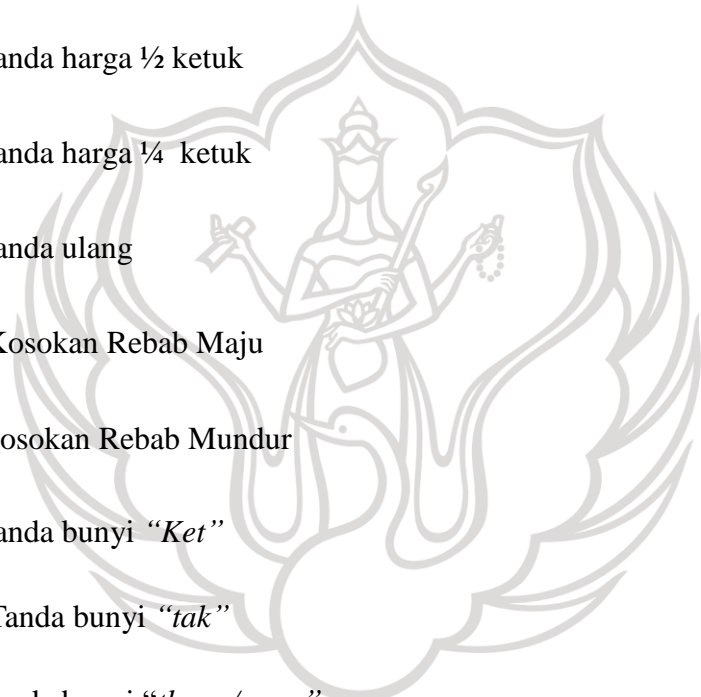 anda harga ½ ketuk
anda harga ¼ ketuk
anda ulang
Kosokan Rebab Maju
osokan Rebab Mundur
anda bunyi “Ket”
Tanda bunyi “tak”